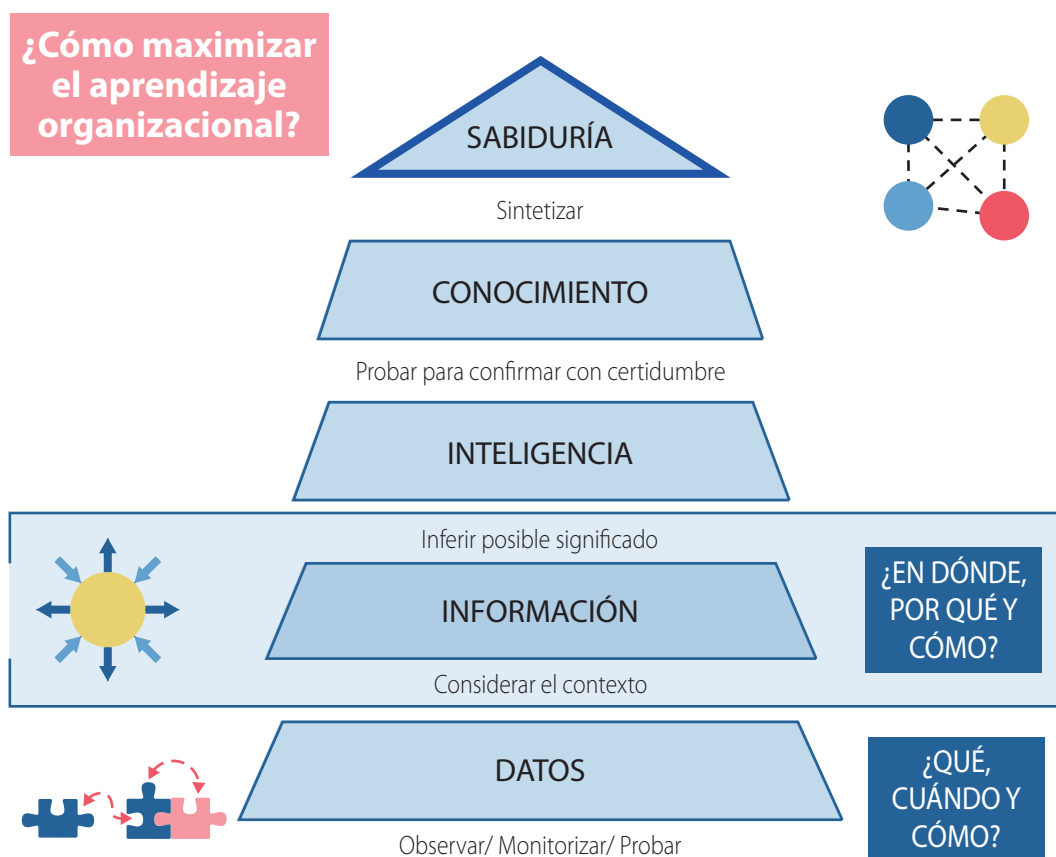 ¿Cómo maximizar
el aprendizaje
organizacional?
SABIDURÍA
Sintetizar
CONOCIMIENTO
Probar para confirmar con certidumbre
INTELIGENCIA
Inferir posible significado
INFORMACIÓN
¿EN DÓNDE,
POR QUÉ Y
CÓMO?
Considerar el contexto
DATOS
¿QUÉ,
CUÁNDO Y
CÓMO?
Observar/ Monitorizar/ Probar